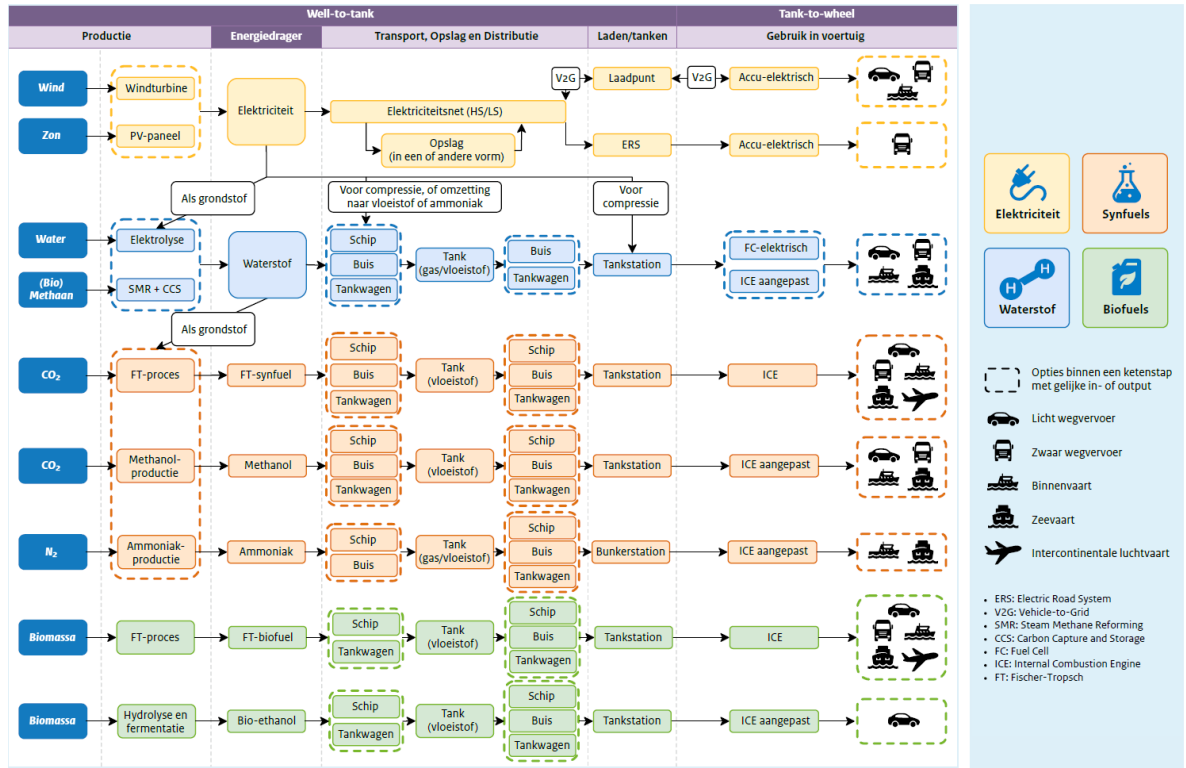 Well-to-tank
Tank-to-wheel
Productie
Energiedrager
Transport, Opslag en Distributie
Laden/tanken
Gebruik in voertuig
Wind
Windturbine
Zon
PV-paneel
Elektriciteit
Elektriciteitsnet (HS/LS)
Opslag
(in een of andere vorm)
V2G
Laadpunt
V2G
Accu-elektrisch
ERS
Accu-elektrisch
Als grondstof
Voor compressie, of omzetting
naar vloeistof of ammoniak
Voor
compressie
Water
Elektrolyse
(Bio)
Methaan
SMR + CCS
Waterstof
Schip
Buis
Tankwagen
Tank
(gas/vloeistof)
Buis
Tankwagen
Tankstation
FC-elektrisch
ICE aangepast
Als grondstof
CO₂
FT-proces
FT-synfuel
Schip
Buis
Tankwagen
Tank
(vloeistof)
Schip
Buis
Tankwagen
Tankstation
ICE
CO₂
Methanol-
productie
Methanol
Schip
Buis
Tankwagen
Tank
(vloeistof)
Schip
Buis
Tankwagen
Tankstation
ICE aangepast
N₂
Ammoniak-
productie
Ammoniak
Schip
Buis
Tank
(gas/vloeistof)
Schip
Buis
Tankwagen
Bunkerstation
ICE aangepast
Biomassa
FT-proces
FT-biofuel
Schip
Tankwagen
Tank
(vloeistof)
Schip
Buis
Tankwagen
Tankstation
ICE
Biomassa
Hydrolyse en
fermentatie
Bio-ethanol
Schip
Tankwagen
Tank
(vloeistof)
Schip
Buis
Tankwagen
Tankstation
ICE aangepast
Elektriciteit
Synfuels
H
H
Waterstof
Biofuels
Opties binnen een ketenstap
met gelijke in- of output
Licht wegvervoer
Zwaar wegvervoer
Binnenvaart
Zeevaart
Intercontinentale luchtvaart
• ERS: Electric Road System
• V2G: Vehicle-to-Grid
• SMR: Steam Methane Reforming
• CCS: Carbon Capture and Storage
• FC: Fuel Cell
• ICE: Internal Combustion Engine
• FT: Fischer-Tropsch